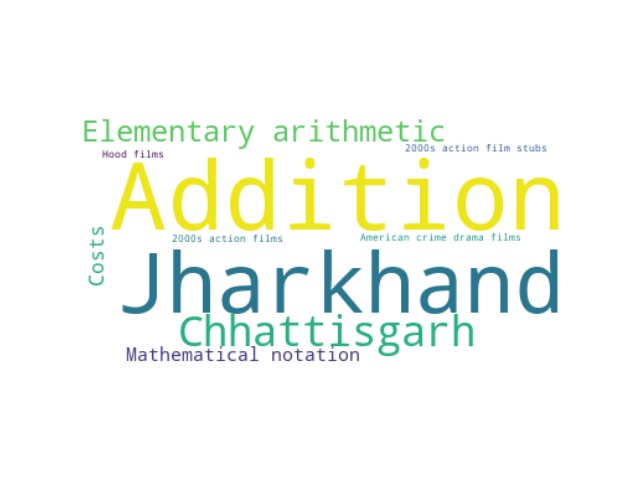 Elementary arithmetic
2000s action film stubs
Hood films
Addition
Costs
2000s action films
American crime drama films
Jharkhand
Chhattisgarh
Mathematical notation